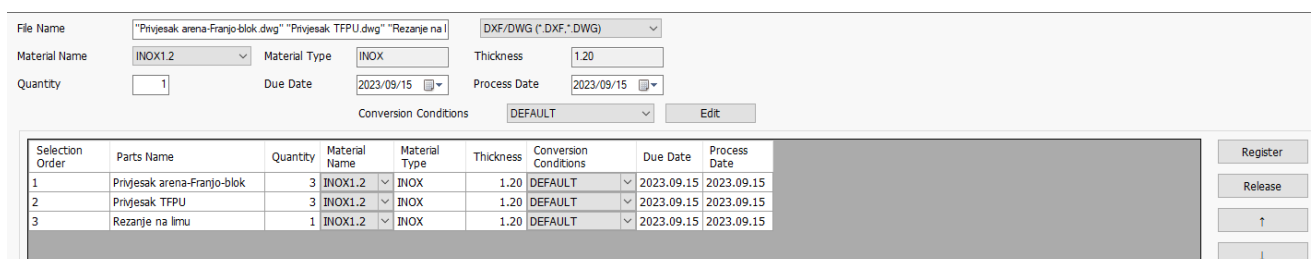 File Name "Privjesak arena-Franjo-blok.dwg" "Privjesak TFPU.dwg" "Rezanje na l DXF/DWG (*.DXF,*.DWG)
Material Name INOX1.2 Material Type INOX Thickness 1.20
Quantity 1 Due Date 2023/09/15 Process Date 2023/09/15
Conversion Conditions DEFAULT Edit
Selection Order Parts Name Quantity Material Name Material Type Thickness Conversion Conditions Due Date Process Date Register
1 Privjesak arena-Franjo-blok 3 INOX1.2 INOX 1.20 DEFAULT 2023.09.15 2023.09.15 Release
2 Privjesak TFPU 3 INOX1.2 INOX 1.20 DEFAULT 2023.09.15 2023.09.15
3 Rezanje na limu 1 INOX1.2 INOX 1.20 DEFAULT 2023.09.15 2023.09.15 ↑
↓